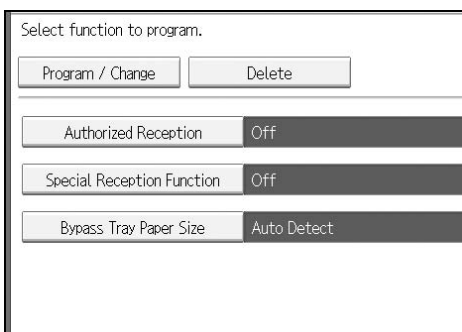 Select function to program.
Program / Change Delete
Authorized Reception Off
Special Reception Function Off
Bypass Tray Paper Size Auto Detect